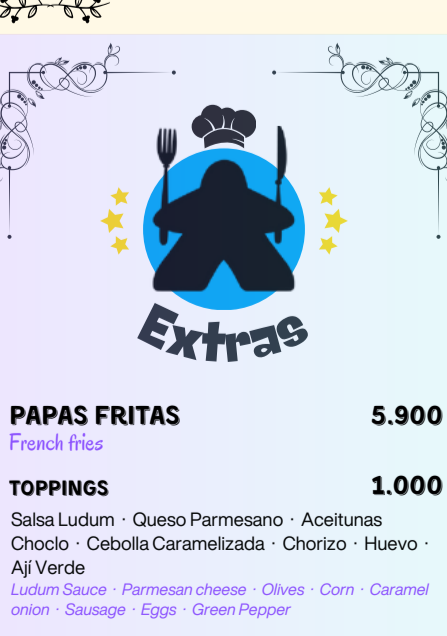 Extras
PAPAS FRITAS 5.900
French fries
TOPPINGS 1.000
Salsa Ludum · Queso Parmesano · Aceitunas
Choclo · Cebolla Caramelizada · Chorizo · Huevo ·
Ají Verde
Ludum Sauce · Parmesan cheese · Olives · Corn · Caramel
onion · Sausage · Eggs · Green Pepper